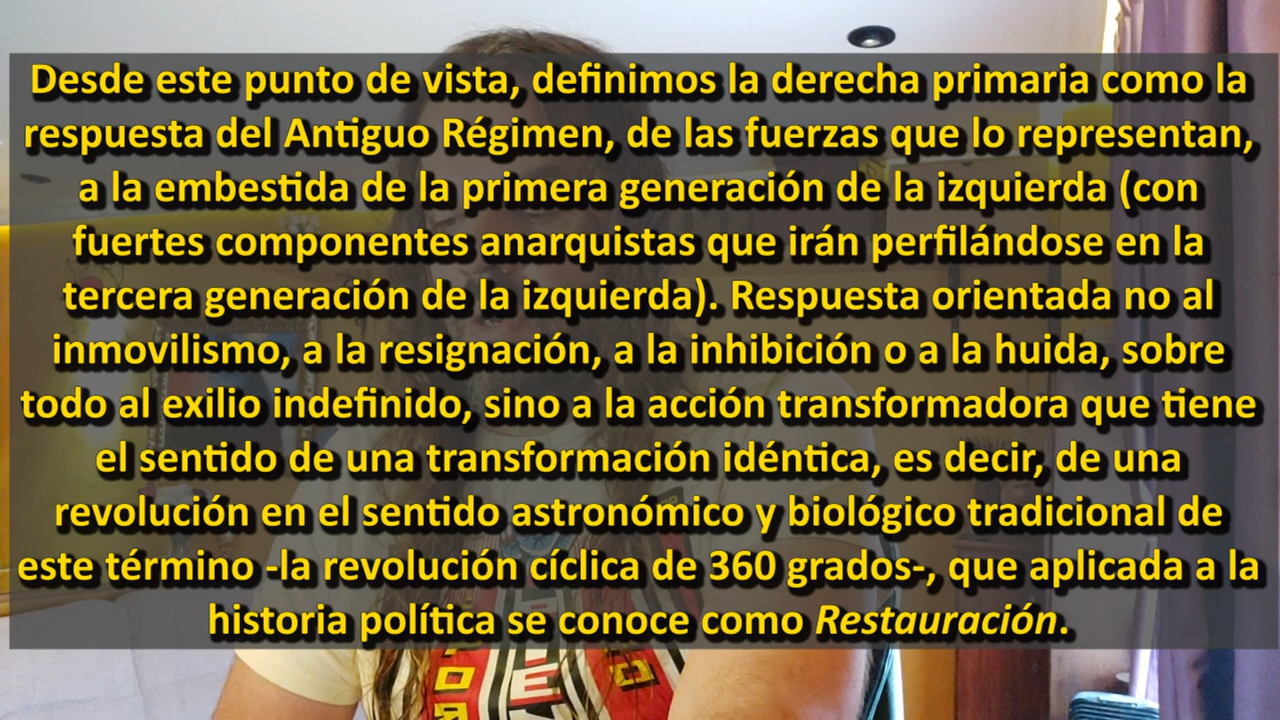 Desde este punto de vista, definimos la derecha primaria como la
respuesta del Antiguo Régimen, de las fuerzas que lo representan,
a la embestida de la primera generación de la izquierda (con
fuertes componentes anarquistas que irán perfilándose en la
tercera generación de la izquierda). Respuesta orientada no al
inmovilismo, a la resignación, a la inhibición o a la huida, sobre
todo al exilio indefinido, sino a la acción transformadora que tiene
el sentido de una transformación idéntica, es decir, de una
revolución en el sentido astronómico y biológico tradicional de
este término -la revolución cíclica de 360 grados-, que aplicada a la
historia política se conoce como Restauración.